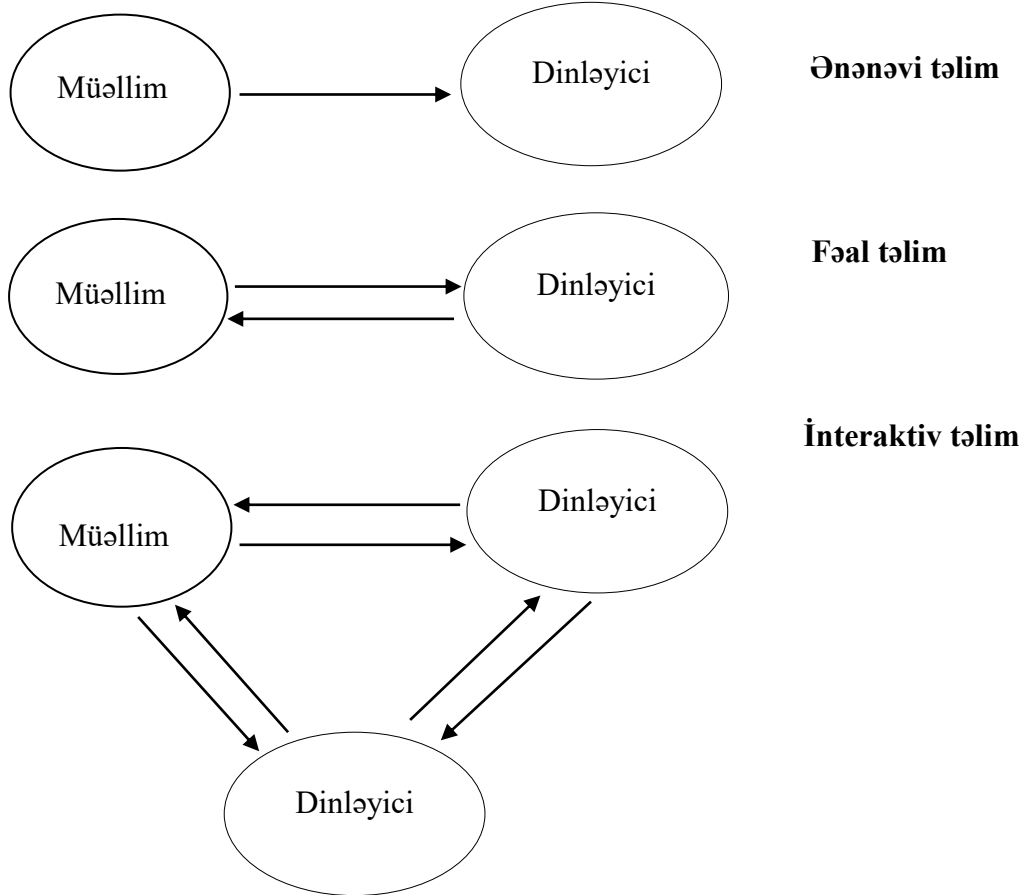 Müəllim
Dinləyici
Ənənəvi təlim
Müəllim
Dinləyici
Fəal təlim
İnteraktiv təlim
Müəllim
Dinləyici
Dinləyici